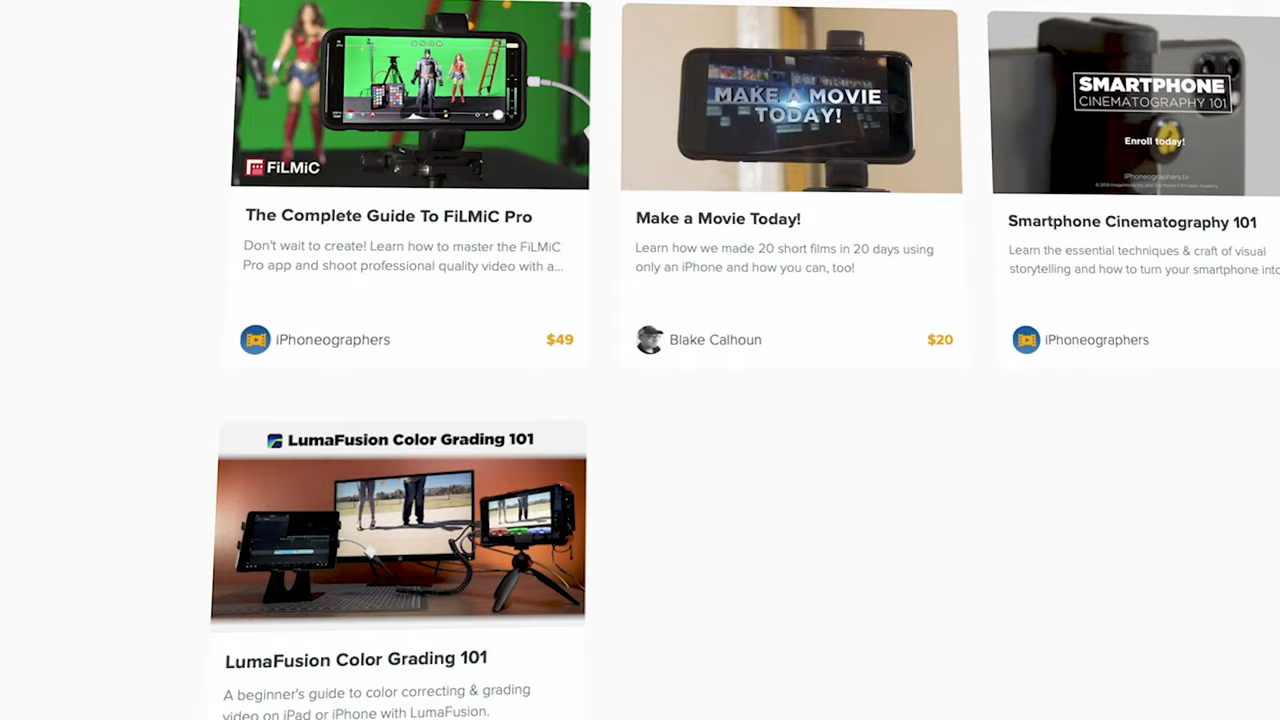 FiLMiC
The Complete Guide To FiLMiC Pro
Don't wait to create! Learn how to master the FiLMiC
Pro app and shoot professional quality video with a...
iPhoneographers
$49
MAKE A MOVIE
TODAY!
Make a Movie Today!
Learn how we made 20 short films in 20 days using
only an iPhone and how you can, too!
Blake Calhoun
$20
SMARTPHONE
CINEMATOGRAPHY 101
Enroll today!
iPhoneographers.tv
Smartphone Cinematography 101
Learn the essential techniques & craft of visual
storytelling and how to turn your smartphone into
iPhoneographers
LumaFusion Color Grading 101
LumaFusion Color Grading 101
A beginner's guide to color correcting & grading
video on iPad or iPhone with LumaFusion.